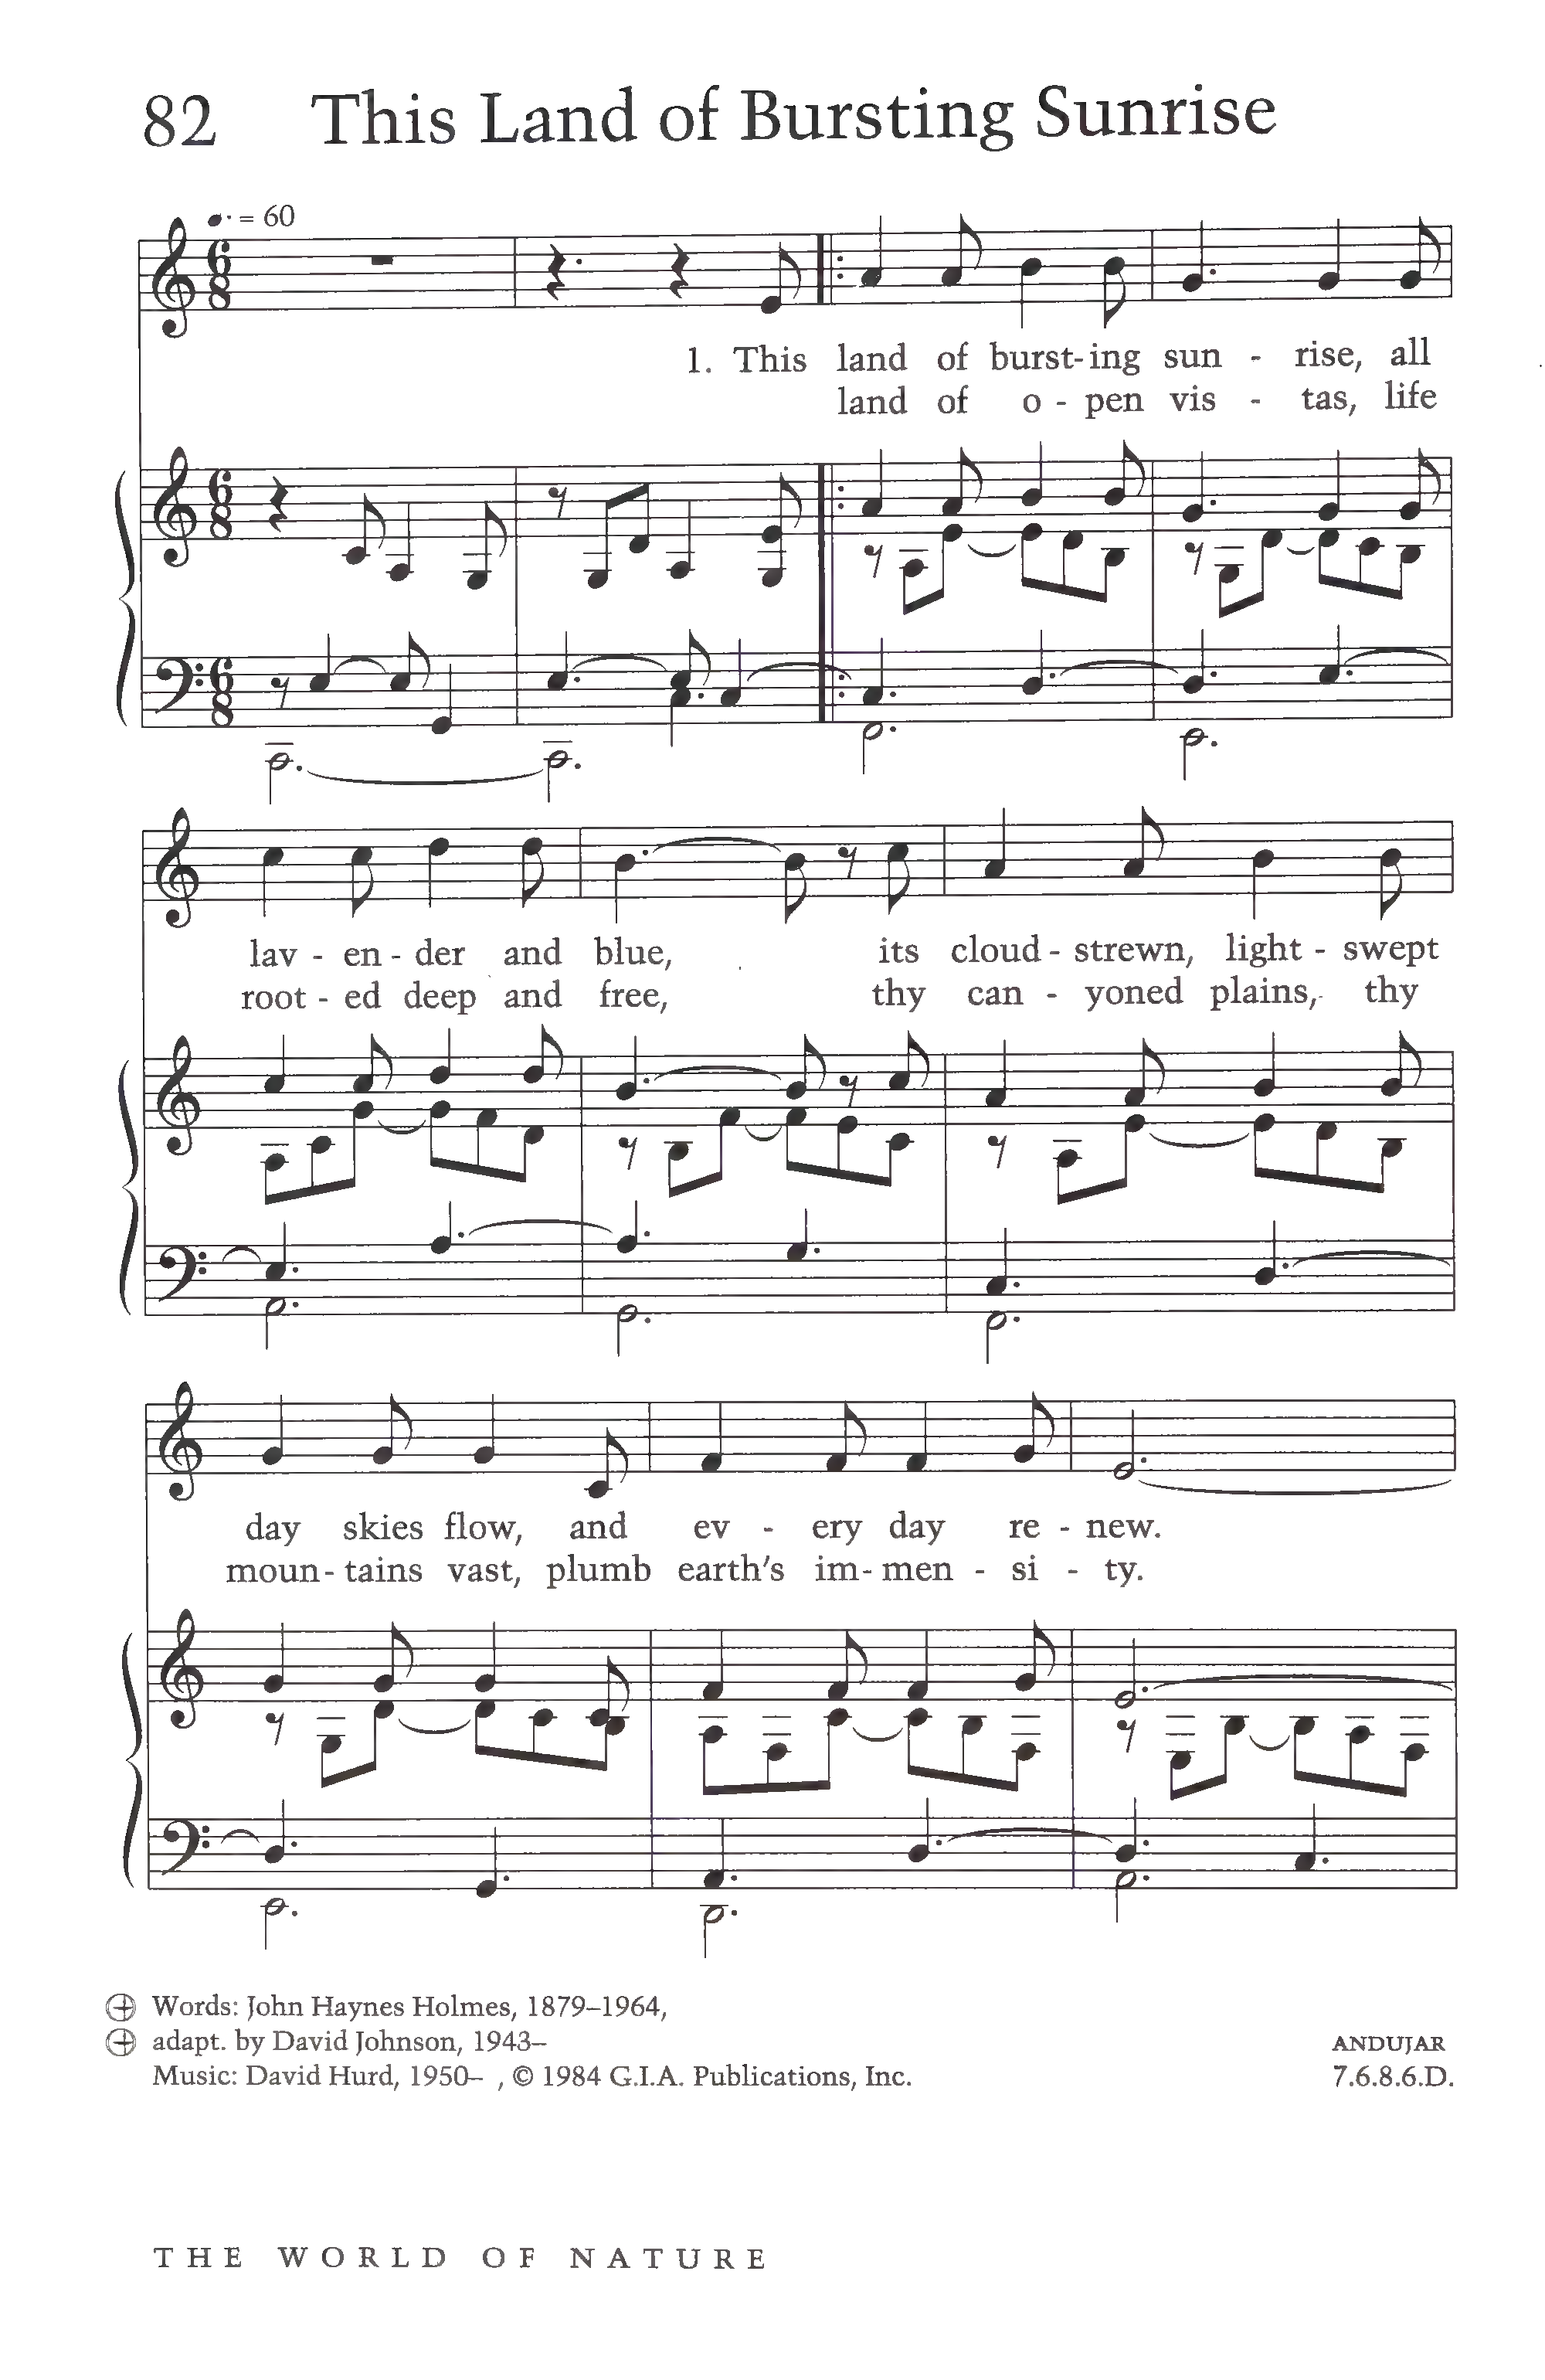 82 This Land of Bursting Sunrise
♩. = 60
1. This land of burst-ing sun - rise, all
land of o - pen vis - tas, life
lav - en - der and blue, its cloud - strewn, light - swept
root - ed deep and free, thy can - yoned plains, thy
day skies flow, and ev - ery day re - new.
moun - tains vast, plumb earth's im - men - si - ty.
Words: John Haynes Holmes, 1879–1964,
adapt. by David Johnson, 1943–
ANDUJAR
Music: David Hurd, 1950– , © 1984 G.I.A. Publications, Inc.
7.6.8.6.D.
THE WORLD OF NATURE